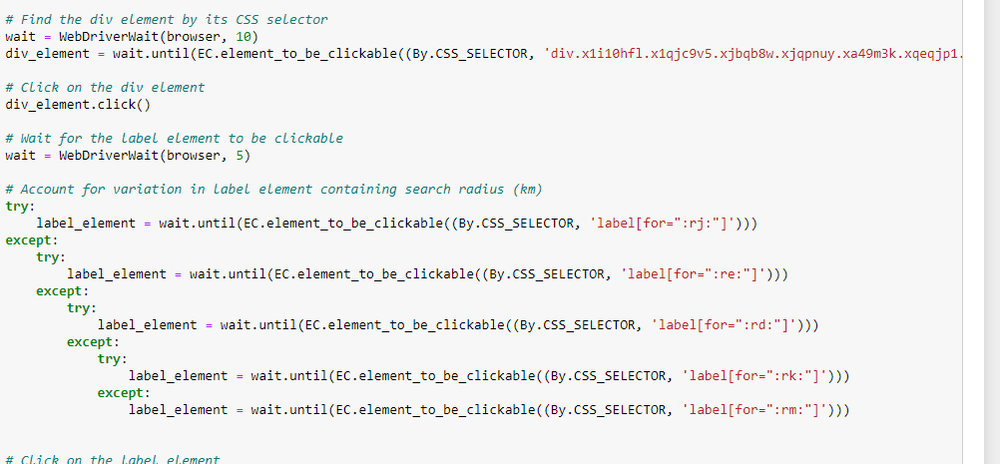 # Find the div element by its CSS selector
wait = WebDriverWait(browser, 10)
div_element = wait.until(EC.element_to_be_clickable((By.CSS_SELECTOR, 'div.x1i10hfl.x1qjc9v5.xjbqb8w.xjqpnuy.xa49m3k.xqeqjp1.
# Click on the div element
div_element.click()
# Wait for the label element to be clickable
wait = WebDriverWait(browser, 5)
# Account for variation in label element containing search radius (km)
try:
    label_element = wait.until(EC.element_to_be_clickable((By.CSS_SELECTOR, 'label[for=":rj:"]')))
except:
    try:
        label_element = wait.until(EC.element_to_be_clickable((By.CSS_SELECTOR, 'label[for=":re:"]')))
    except:
        try:
            label_element = wait.until(EC.element_to_be_clickable((By.CSS_SELECTOR, 'label[for=":rd:"]')))
        except:
            try:
                label_element = wait.until(EC.element_to_be_clickable((By.CSS_SELECTOR, 'label[for=":rk:"]')))
            except:
                label_element = wait.until(EC.element_to_be_clickable((By.CSS_SELECTOR, 'label[for=":rm:"]')))
# Click on the label element